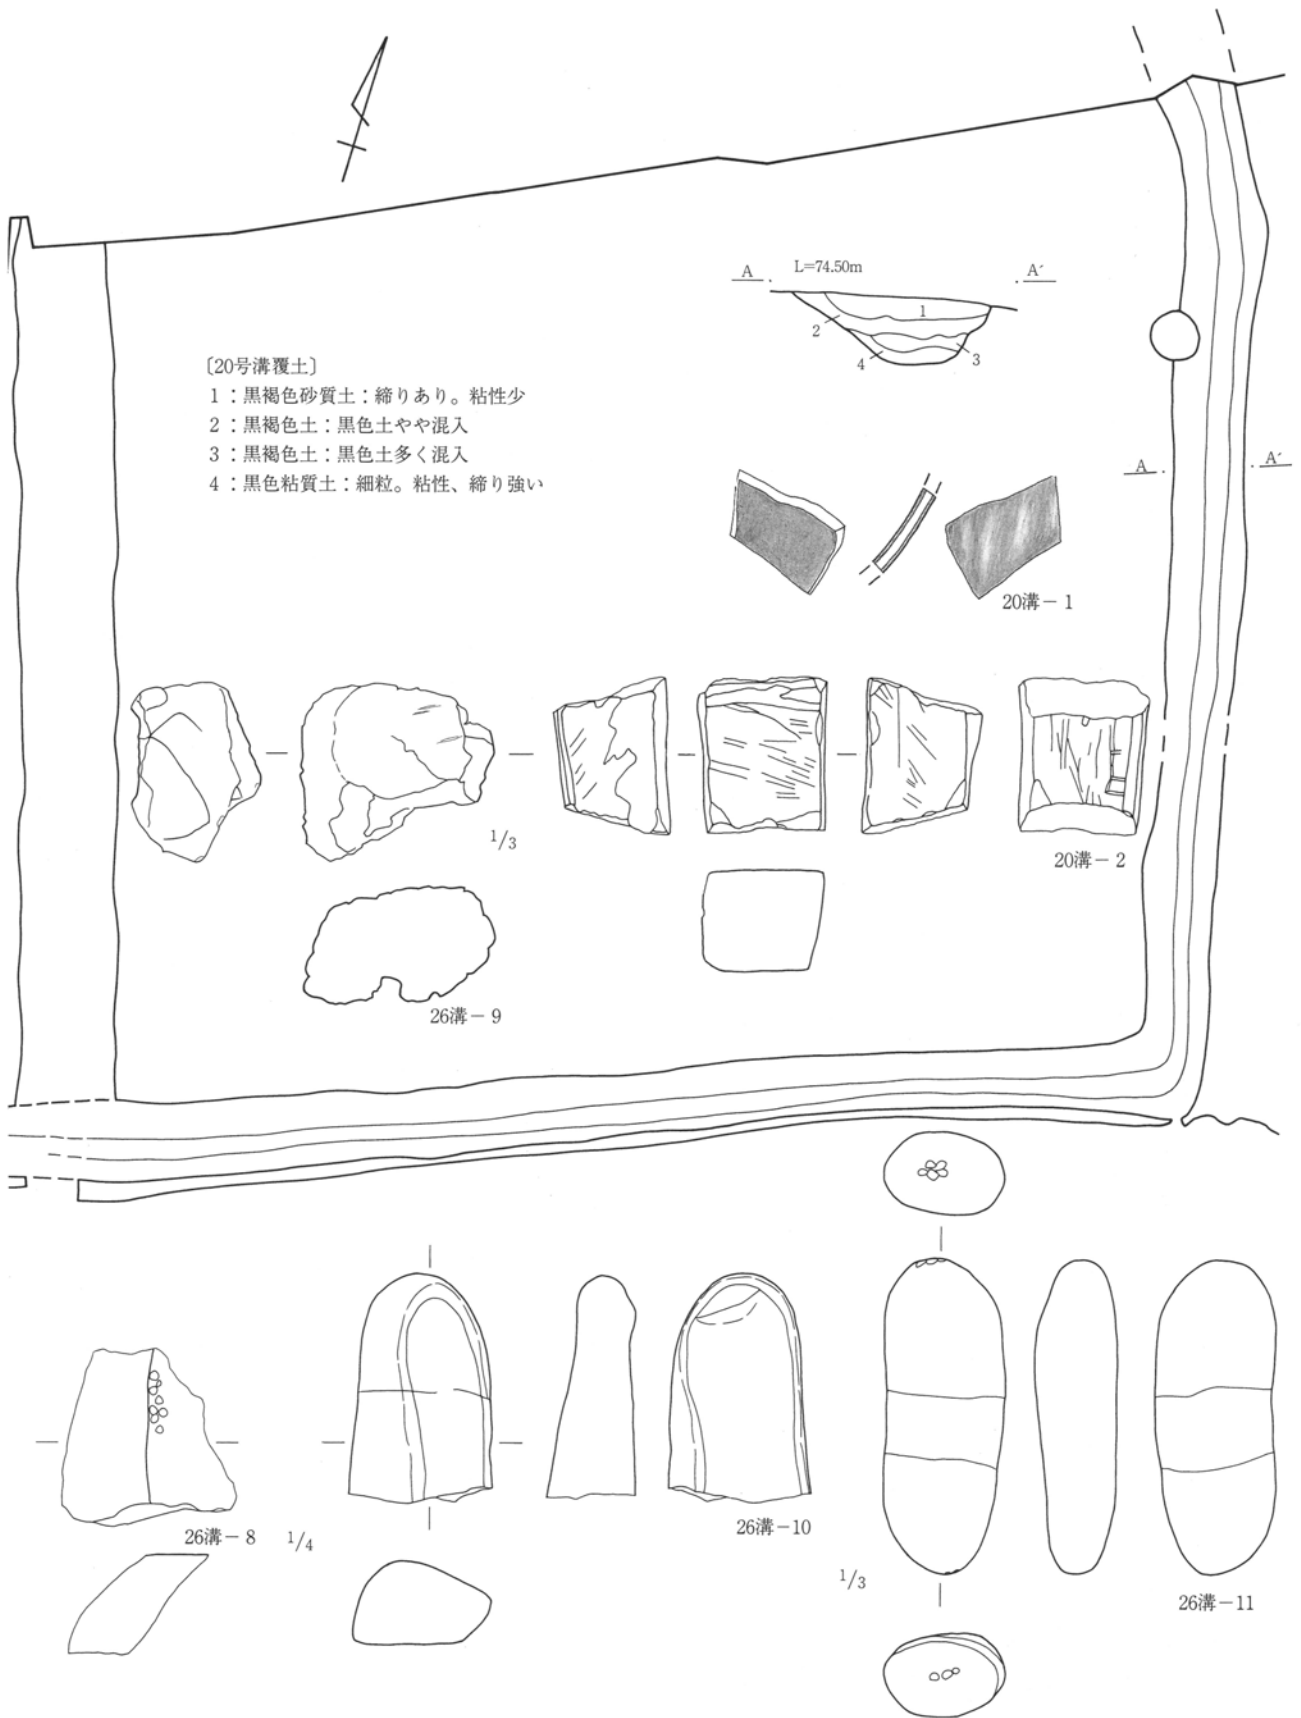 A L=74.50m A´
1
2
3
4
〔20号溝覆土〕
1：黒褐色砂質土：締りあり。粘性少
2：黒褐色土：黒色土やや混入
3：黒褐色土：黒色土多く混入
4：黒色粘質土：細粒。粘性、締り強い
A A´
20溝－1
1/3
20溝－2
26溝－9
26溝－8
1/4
26溝－10
1/3
26溝－11